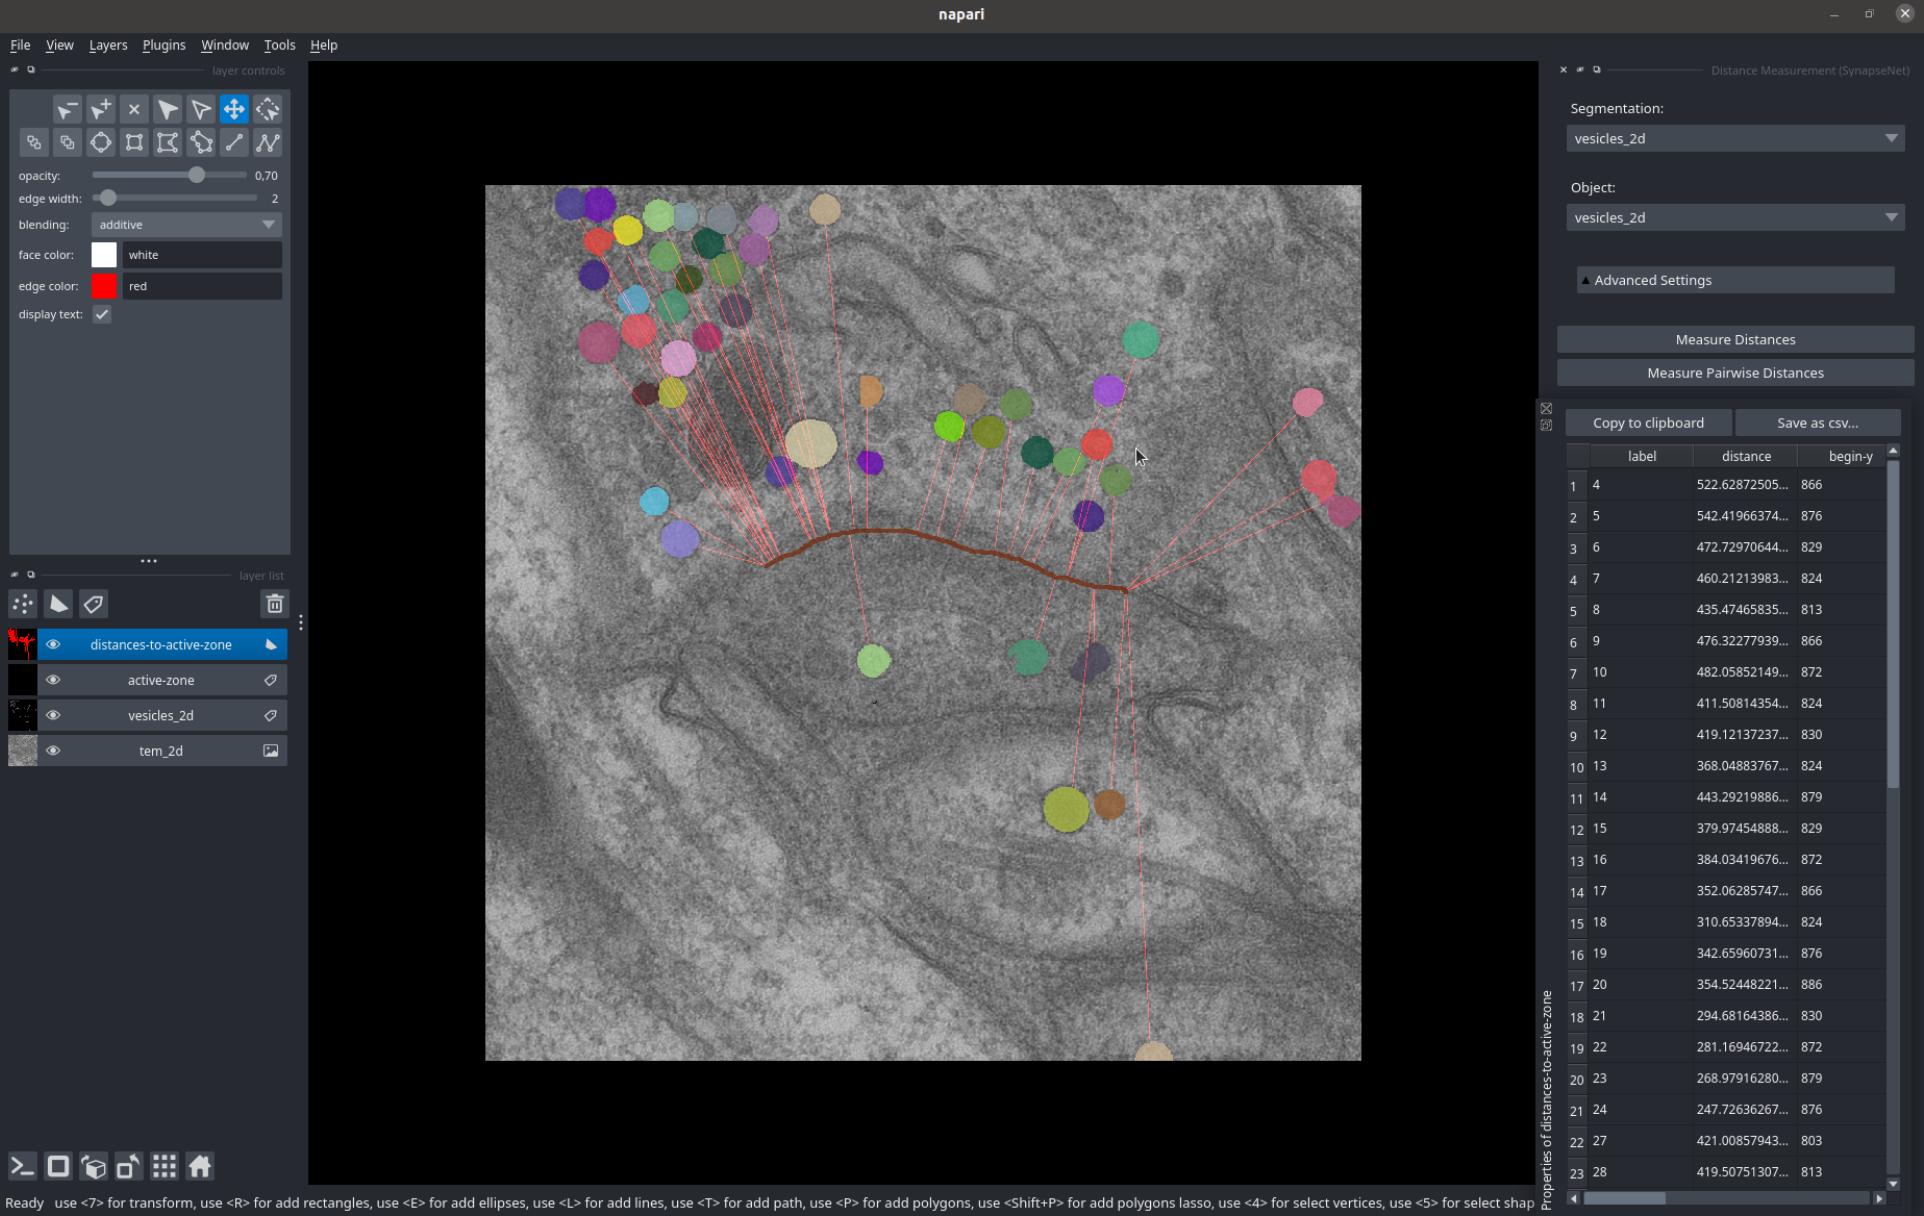 napari
File View Layers Plugins Window Tools Help
layer controls
opacity: 0,70
edge width: 2
blending: additive
face color: white
edge color: red
display text:
layer list
distances-to-active-zone
active-zone
vesicles_2d
tem_2d
Ready use <7> for transform, use <R> for add rectangles, use <E> for add ellipses, use <L> for add lines, use <T> for add path, use <P> for add polygons, use <Shift+P> for add polygons lasso, use <4> for select vertices, use <5> for select shap
Distance Measurement (SynapseNet)
Segmentation:
vesicles_2d
Object:
vesicles_2d
Advanced Settings
Measure Distances
Measure Pairwise Distances
Copy to clipboard Save as csv...
label distance begin-y
1 4 522.62872505... 866
2 5 542.41966374... 876
3 6 472.72970644... 829
4 7 460.21213983... 824
5 8 435.47465835... 813
6 9 476.32277939... 866
7 10 482.05852149... 872
8 11 411.50814354... 824
9 12 419.12137237... 830
10 13 368.04883767... 824
11 14 443.29219886... 879
12 15 379.97454888... 829
13 16 384.03419676... 872
14 17 352.06285747... 866
15 18 310.65337894... 824
16 19 342.65960731... 876
17 20 354.52448221... 886
18 21 294.68164386... 830
19 22 281.16946722... 872
20 23 268.97916280... 879
21 24 247.72636267... 876
22 27 421.00857943... 803
23 28 419.50751307... 813
Properties of distances-to-active-zone